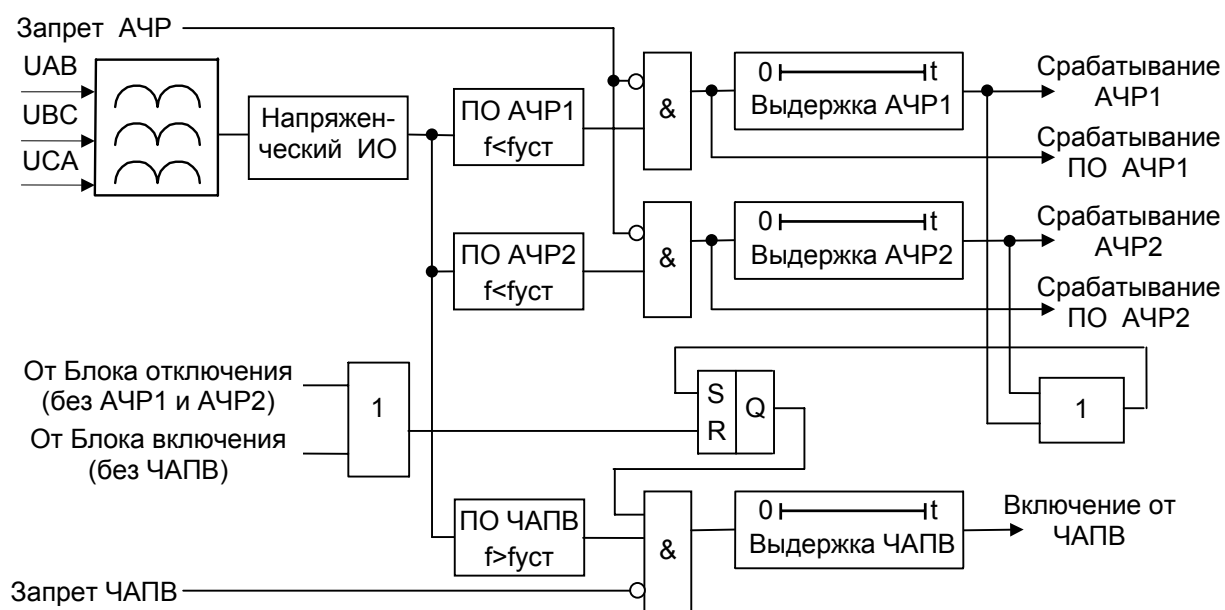 Запрет АЧР
UAB
UBC
UCA
Напряжен-
ческий ИО
ПО АЧР1
f<fуст
&
0 t
Выдержка АЧР1
Срабатывание
АЧР1
Срабатывание
ПО АЧР1
ПО АЧР2
f<fуст
&
0 t
Выдержка АЧР2
Срабатывание
АЧР2
Срабатывание
ПО АЧР2
От Блока отключения
(без АЧР1 и АЧР2)
От Блока включения
(без ЧАПВ)
1
S
R
Q
1
ПО ЧАПВ
f>fуст
&
0 t
Выдержка ЧАПВ
Включение от
ЧАПВ
Запрет ЧАПВ